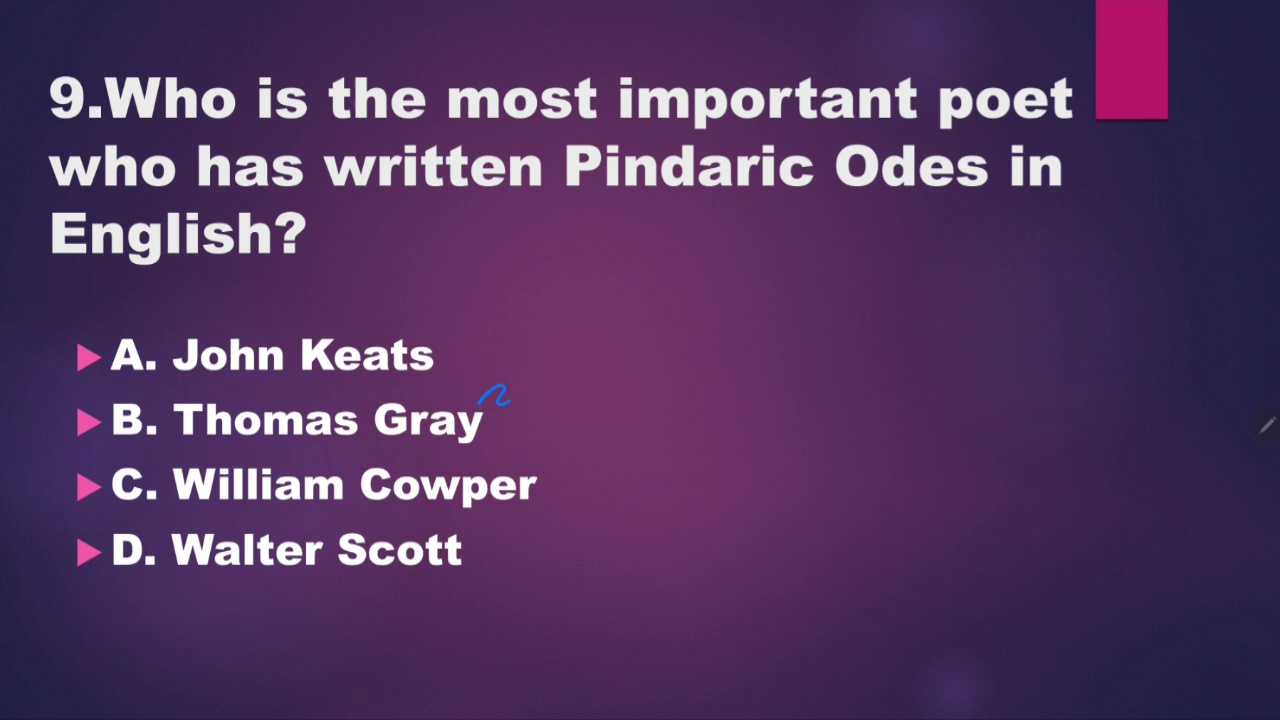 9.Who is the most important poet
who has written Pindaric Odes in
English?
A. John Keats
B. Thomas Gray
C. William Cowper
D. Walter Scott